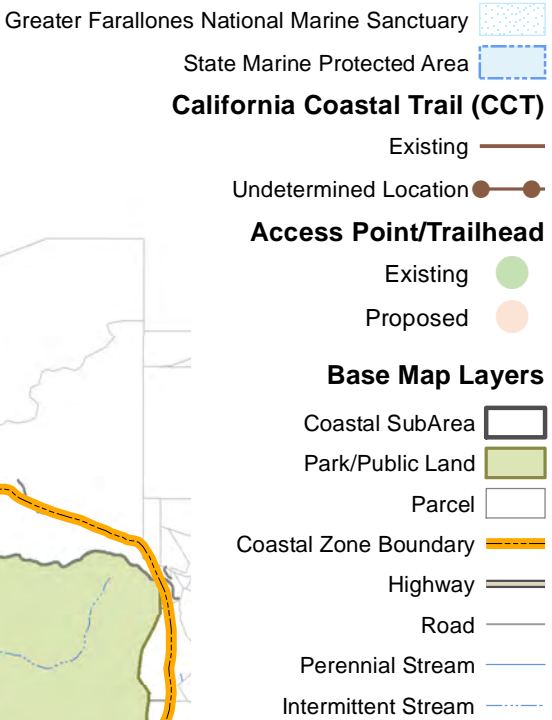 Greater Farallones National Marine Sanctuary
State Marine Protected Area
California Coastal Trail (CCT)
Existing
Undetermined Location
Access Point/Trailhead
Existing
Proposed
Base Map Layers
Coastal SubArea
Park/Public Land
Parcel
Coastal Zone Boundary
Highway
Road
Perennial Stream
Intermittent Stream